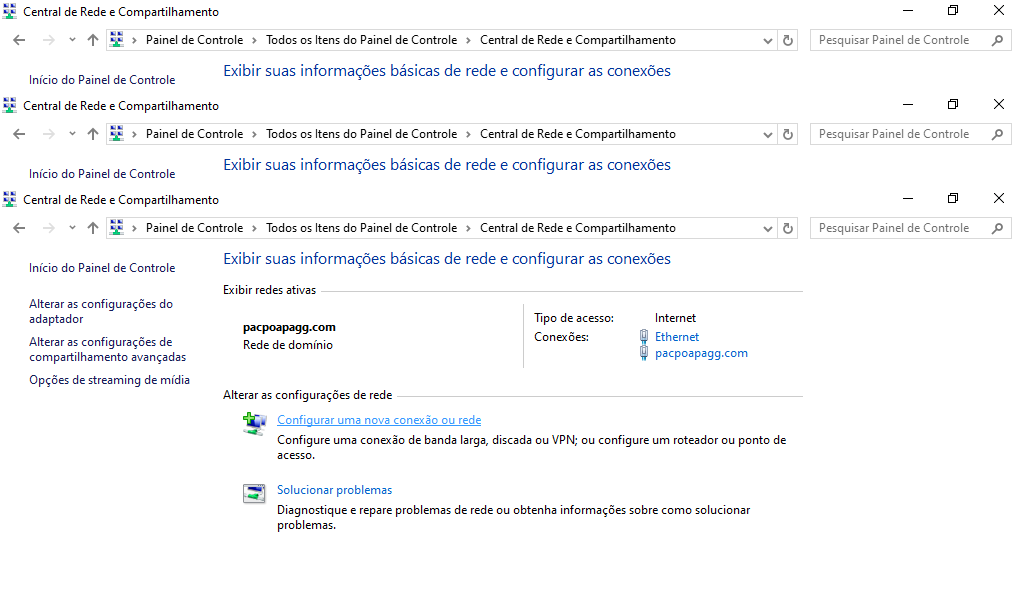 Central de Rede e Compartilhamento
Painel de Controle > Todos os Itens do Painel de Controle > Central de Rede e Compartilhamento
Pesquisar Painel de Controle
Início do Painel de Controle
Exibir suas informações básicas de rede e configurar as conexões
Central de Rede e Compartilhamento
Painel de Controle > Todos os Itens do Painel de Controle > Central de Rede e Compartilhamento
Pesquisar Painel de Controle
Início do Painel de Controle
Exibir suas informações básicas de rede e configurar as conexões
Central de Rede e Compartilhamento
Painel de Controle > Todos os Itens do Painel de Controle > Central de Rede e Compartilhamento
Pesquisar Painel de Controle
Início do Painel de Controle
Alterar as configurações do
adaptador
Alterar as configurações de
compartilhamento avançadas
Opções de streaming de mídia
Exibir suas informações básicas de rede e configurar as conexões
Exibir redes ativas
pacpoapagg.com
Rede de domínio
Tipo de acesso: Internet
Conexões: Ethernet
pacpoapagg.com
Alterar as configurações de rede
Configurar uma nova conexão ou rede
Configure uma conexão de banda larga, discada ou VPN; ou configure um roteador ou ponto de
acesso.
Solucionar problemas
Diagnostique e repare problemas de rede ou obtenha informações sobre como solucionar
problemas.